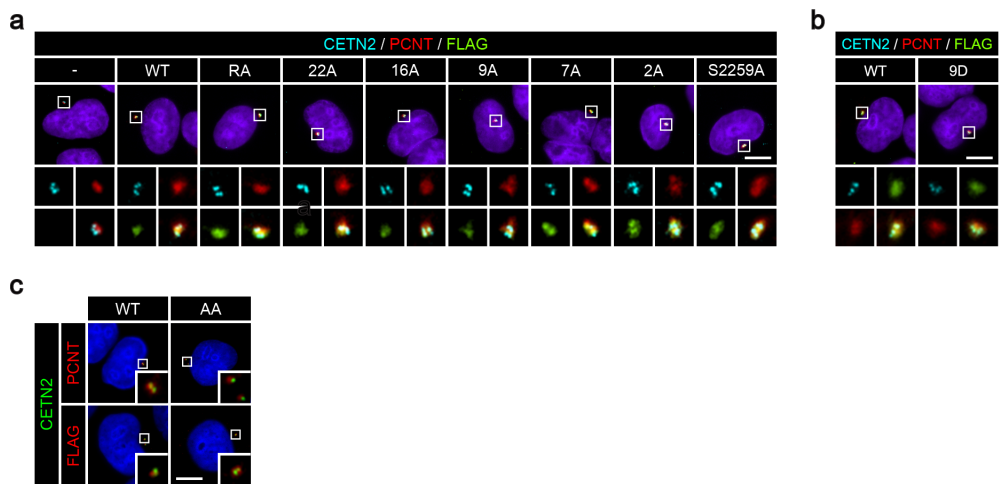 a
CETN2 / PCNT / FLAG
- WT RA 22A 16A 9A 7A 2A S2259A
a
b
CETN2 / PCNT / FLAG
WT 9D
c
WT AA
CETN2
PCNT
FLAG